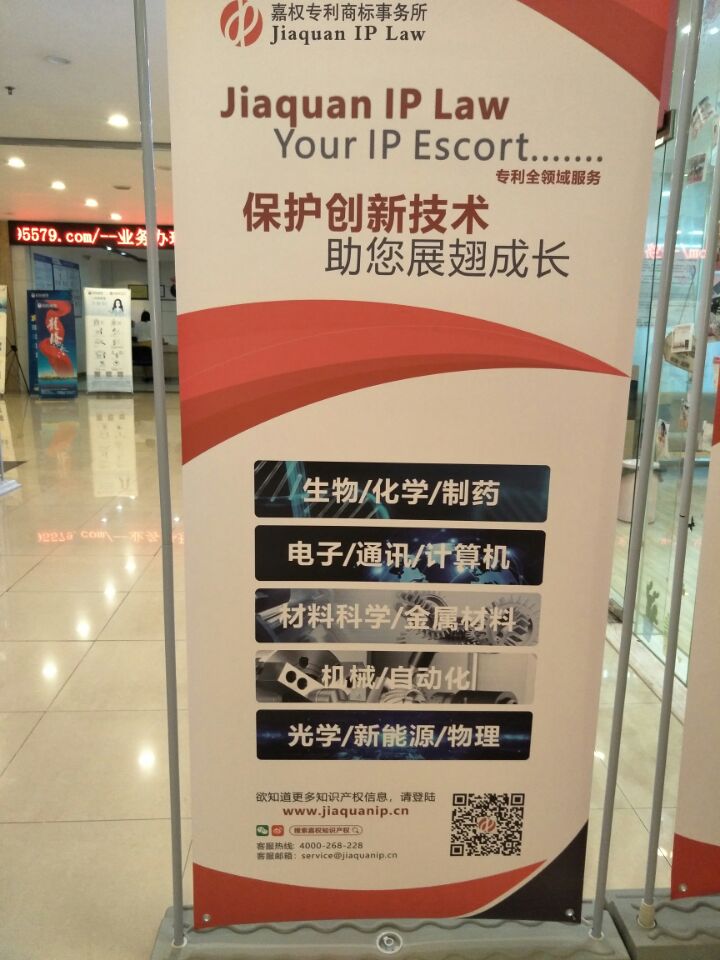 嘉权专利商标事务所
Jiaquan IP Law
Jiaquan IP Law
Your IP Escort.......
专利全领域服务
保护创新技术
助您展翅成长
95579.com/--业务办理
生物/化学/制药
电子/通讯/计算机
材料科学/金属材料
机械/自动化
光学/新能源/物理
欲知道更多知识产权信息，请登陆
www.jiaquanip.cn
搜索嘉权知识产权
客服热线: 4000-268-228
客服邮箱: service@jiaquanip.cn